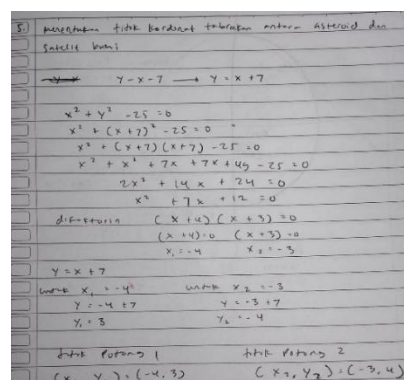 5.) menentukan titik kordinat tabrakan antara asteroid dan
Satelit bumi
y - x - 7 → y = x + 7
x² + y² - 25 = 0
x² + (x+7)² - 25 = 0
x² + (x+7)(x+7) - 25 = 0
x² + x² + 7x + 7x + 49 - 25 = 0
2x² + 14x + 24 = 0
x² + 7x + 12 = 0
difaktorin (x+4)(x+3) = 0
(x+4)=0 (x+3)=0
x₁ = -4 x₂ = -3
y = x + 7
untuk x₁ = -4 untuk x₂ = -3
y = -4 + 7 y = -3 + 7
y₁ = 3 y₂ = -4
titik Potong 1 titik Potong 2
(x, y) = (-4, 3) (x₂, y₂) = (-3, 4)